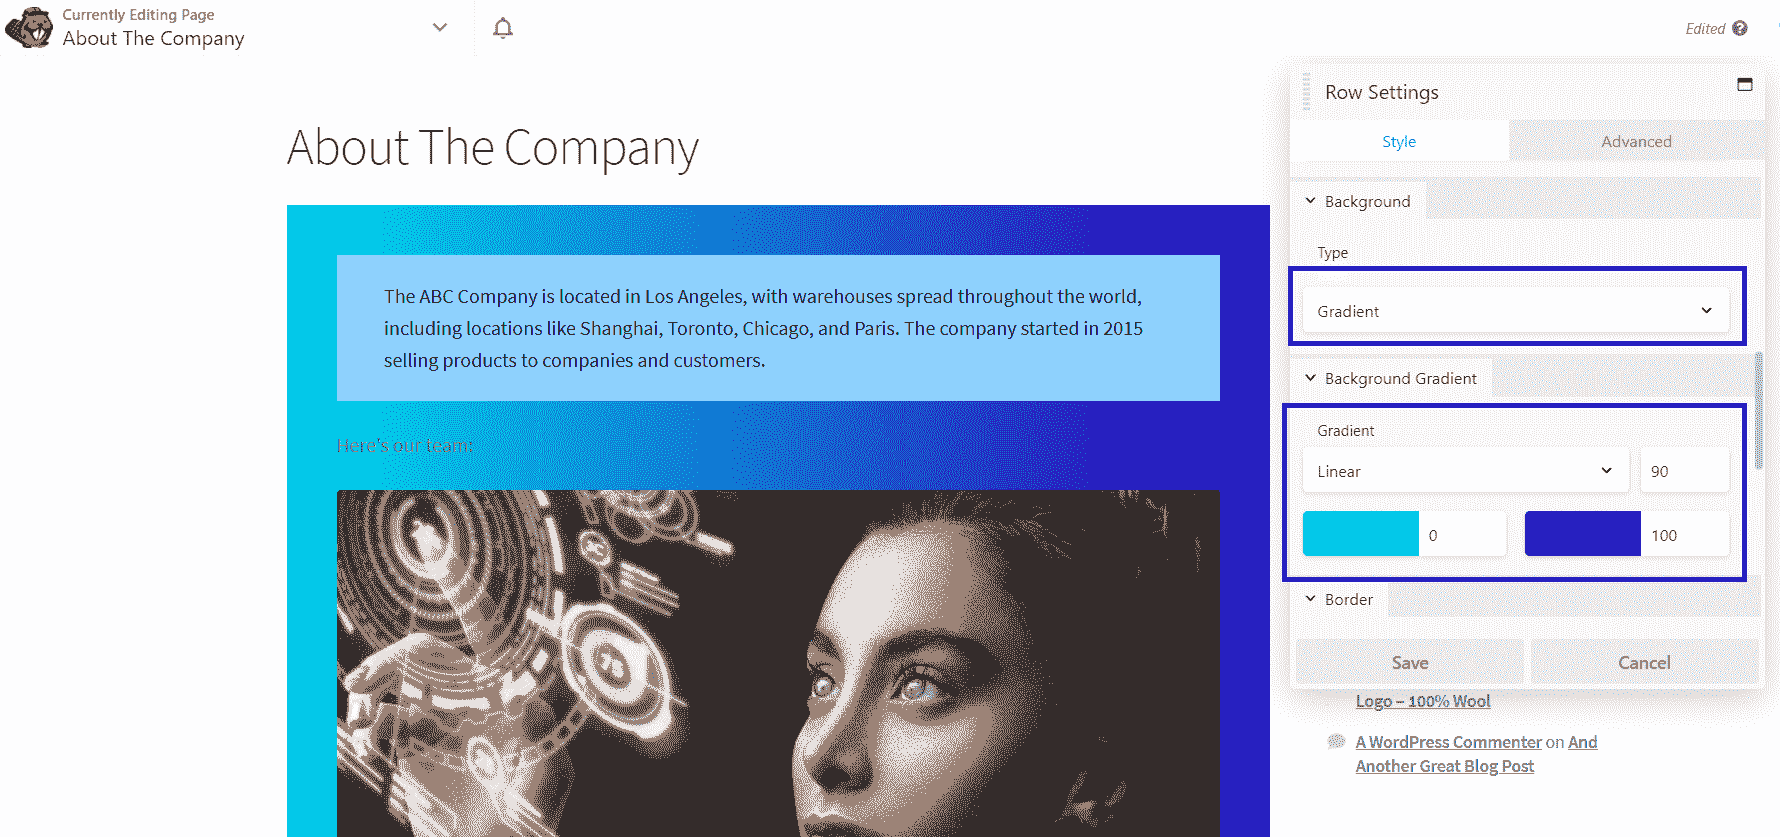 Currently Editing Page
About The Company
Edited
About The Company
The ABC Company is located in Los Angeles, with warehouses spread throughout the world,
including locations like Shanghai, Toronto, Chicago, and Paris. The company started in 2015
selling products to companies and customers.
Here's our team:
Row Settings
Style
Advanced
Background
Type
Gradient
Background Gradient
Gradient
Linear
90
0
100
Border
Save
Cancel
Logo – 100% Wool
A WordPress Commenter on And
Another Great Blog Post